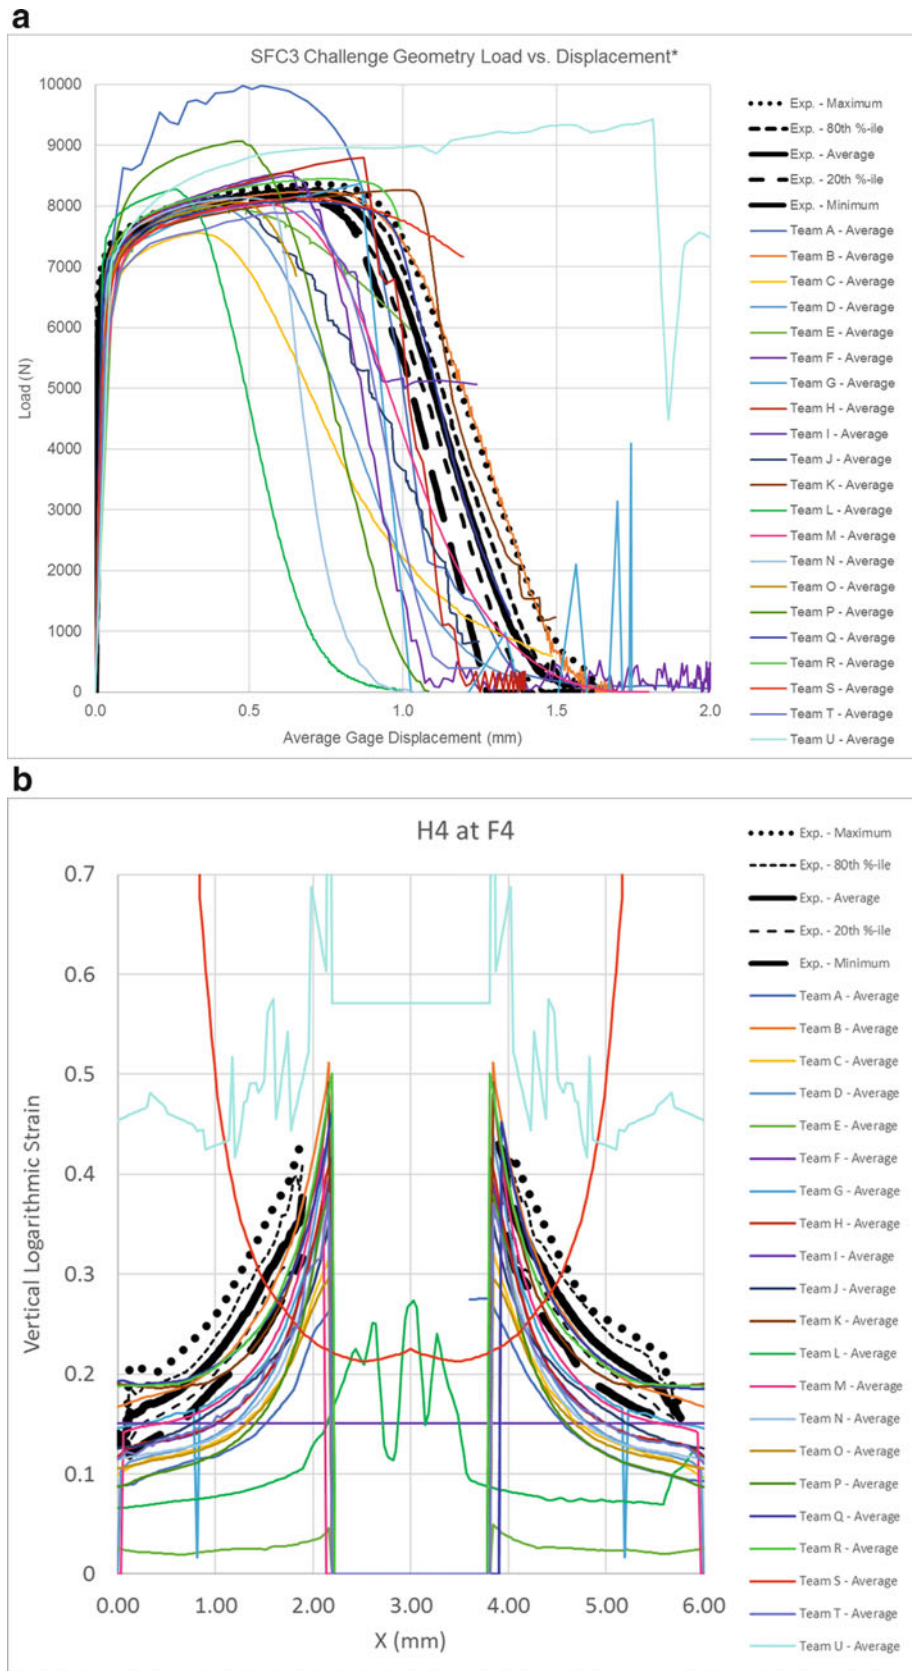 a
SFC3 Challenge Geometry Load vs. Displacement*
10000
9000
8000
7000
6000
5000
4000
3000
2000
1000
0
Load (N)
0.0 0.5 1.0 1.5 2.0
Average Gage Displacement (mm)
Exp. - Maximum
Exp. - 80th %-ile
Exp. - Average
Exp. - 20th %-ile
Exp. - Minimum
Team A - Average
Team B - Average
Team C - Average
Team D - Average
Team E - Average
Team F - Average
Team G - Average
Team H - Average
Team I - Average
Team J - Average
Team K - Average
Team L - Average
Team M - Average
Team N - Average
Team O - Average
Team P - Average
Team Q - Average
Team R - Average
Team S - Average
Team T - Average
Team U - Average
b
H4 at F4
0.7
0.6
0.5
0.4
0.3
0.2
0.1
0
Vertical Logarithmic Strain
0.00 1.00 2.00 3.00 4.00 5.00 6.00
X (mm)
Exp. - Maximum
Exp. - 80th %-ile
Exp. - Average
Exp. - 20th %-ile
Exp. - Minimum
Team A - Average
Team B - Average
Team C - Average
Team D - Average
Team E - Average
Team F - Average
Team G - Average
Team H - Average
Team I - Average
Team J - Average
Team K - Average
Team L - Average
Team M - Average
Team N - Average
Team O - Average
Team P - Average
Team Q - Average
Team R - Average
Team S - Average
Team T - Average
Team U - Average